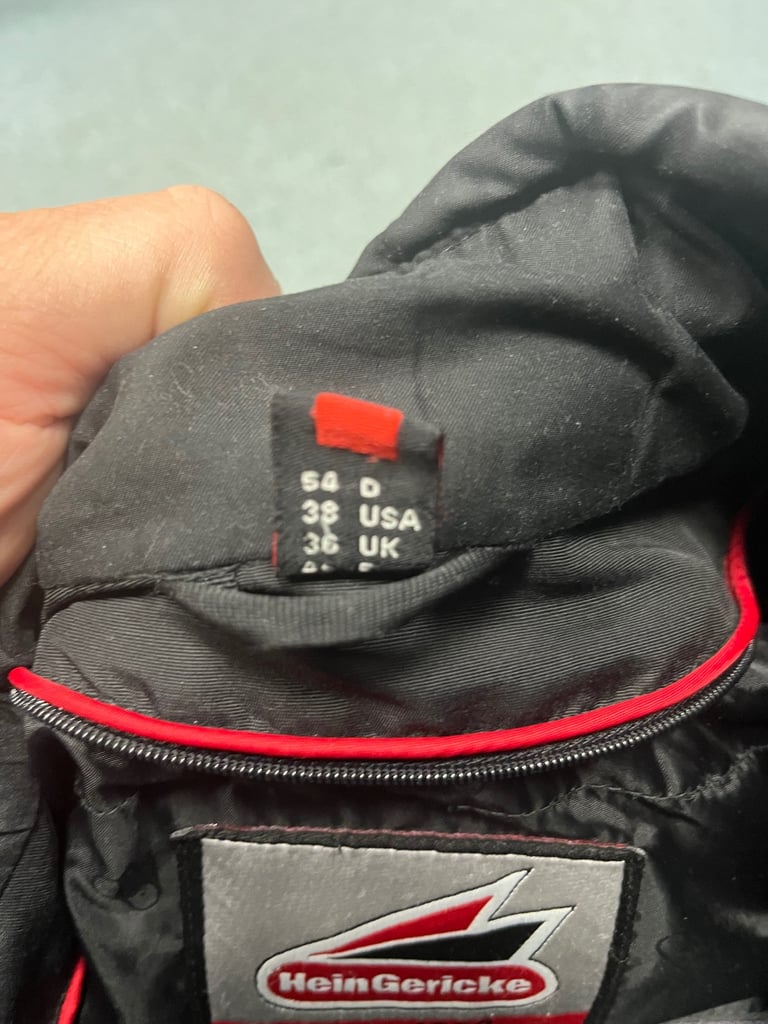 54 D
38 USA
36 UK
HeinGericke